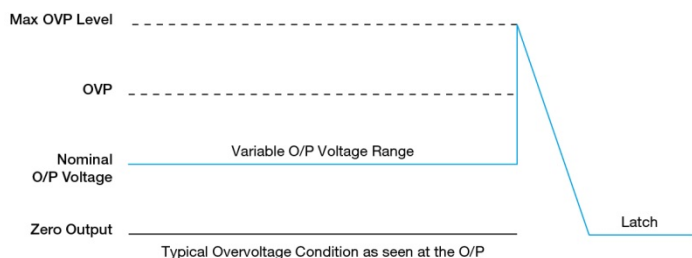 Max OVP Level
OVP
Variable O/P Voltage Range
Nominal
O/P Voltage
Latch
Zero Output
Typical Overvoltage Condition as seen at the O/P